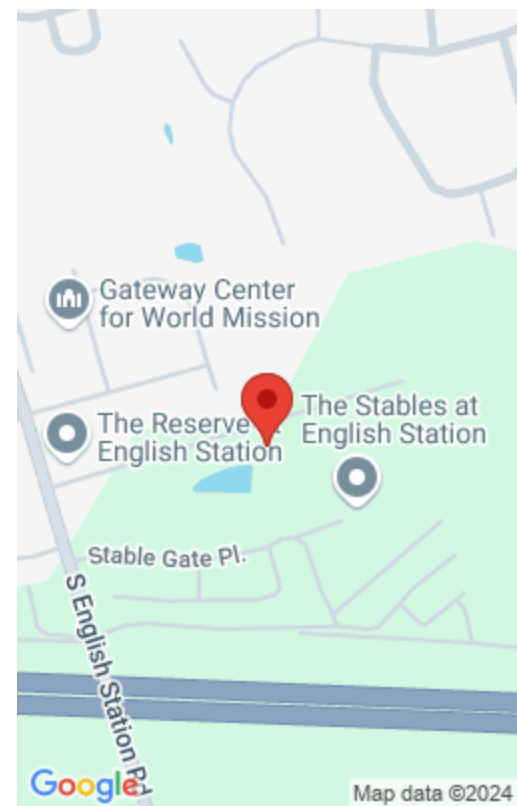 Gateway Center
for World Mission
The Reserve
English Station
The Stables at
English Station
Stable Gate Pl.
S English Station Rd
Google
Map data ©2024